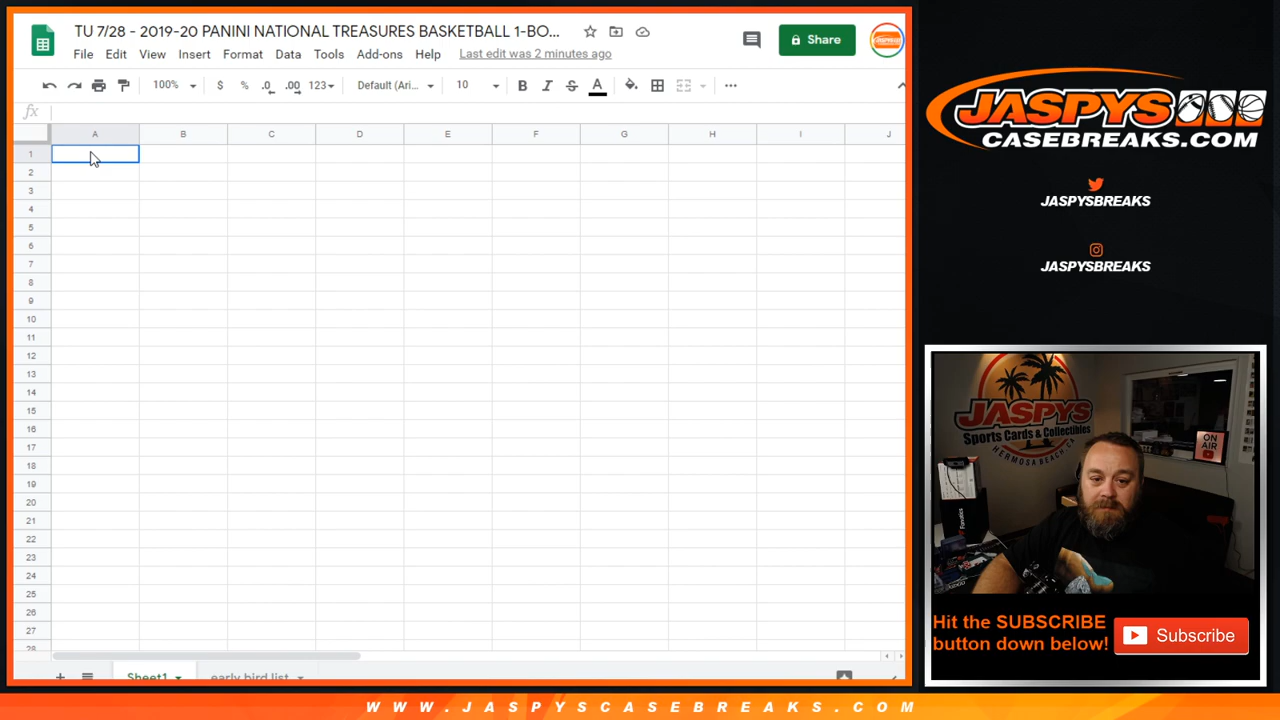 TU 7/28 - 2019-20 PANINI NATIONAL TREASURES BASKETBALL 1-BO...
File Edit View Insert Format Data Tools Add-ons Help Last edit was 2 minutes ago
Share
100% $ % .0 .00 123 Default (Ari... 10 B I S A
fx
A B C D E F G H I J
1
2
3
4
5
6
7
8
9
10
11
12
13
14
15
16
17
18
19
20
21
22
23
24
25
26
27
28
Sheet1 early bird list
JASPYS
CASEBREAKS.COM
JASPYSBREAKS
JASPYSBREAKS
JASPYS
Sports Cards & Collectibles
HERMOSA BEACH, CA
ON
AIR
Fanatics
Hit the SUBSCRIBE
button down below!
Subscribe
WWW.JASPYSCASEBREAKS.COM